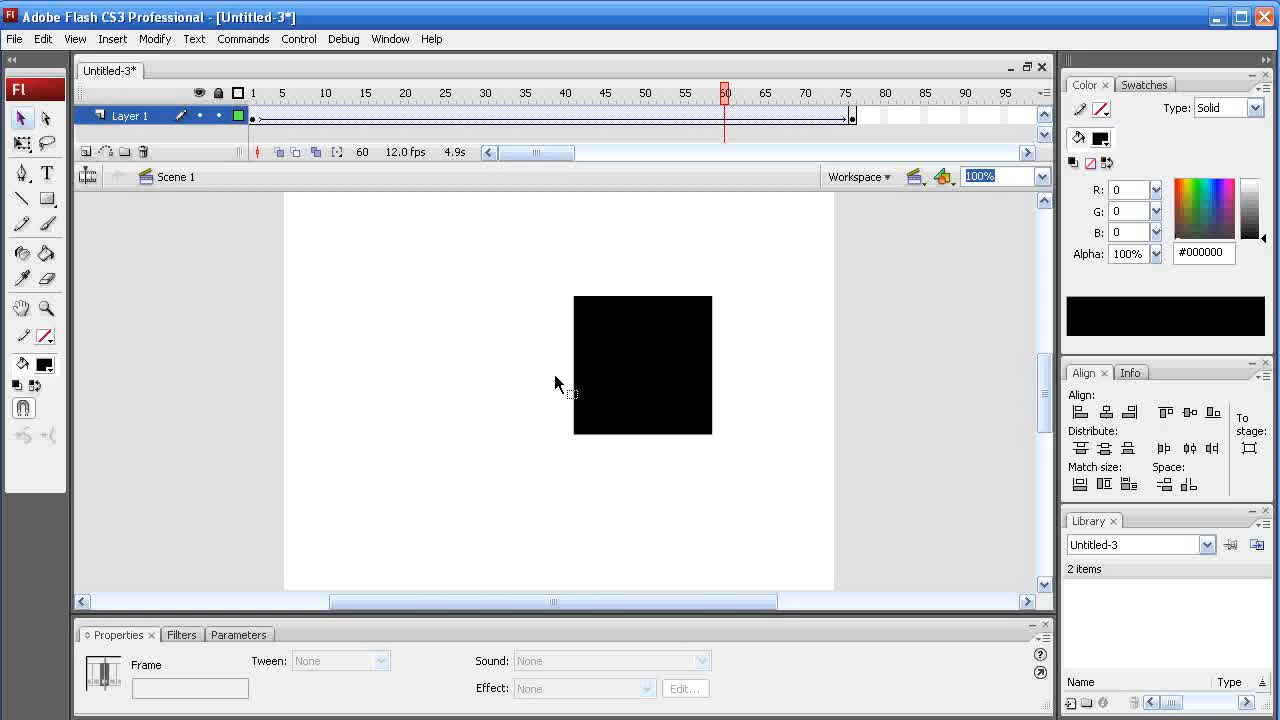 Adobe Flash CS3 Professional - [Untitled-3*]
File Edit View Insert Modify Text Commands Control Debug Window Help
Untitled-3*
1 5 10 15 20 25 30 35 40 45 50 55 60 65 70 75 80 85 90 95
Fl
Layer 1
60 12.0 fps 4.9s
Scene 1
Workspace
100%
Color Swatches
Type: Solid
R: 0
G: 0
B: 0
Alpha: 100% #000000
Align Info
Align:
To stage:
Distribute:
Match size: Space:
Library
Untitled-3
2 items
Name Type
Properties Filters Parameters
Frame
Tween: None
Sound: None
Effect: None Edit...